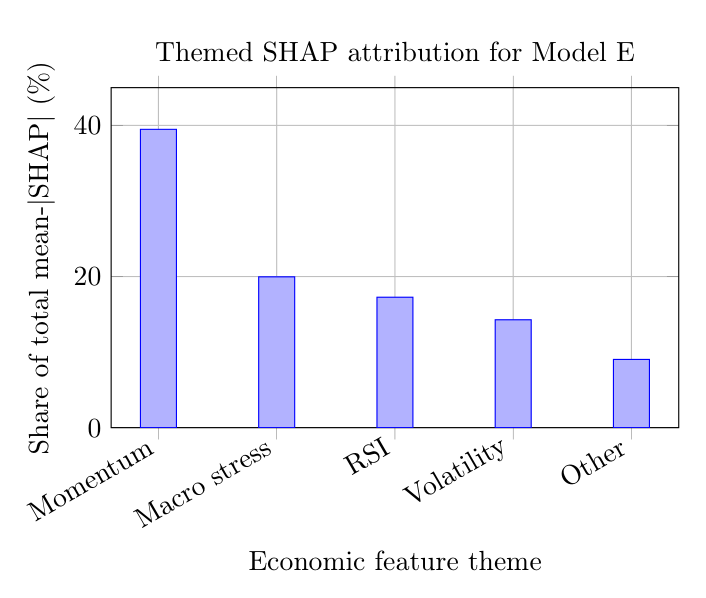 Themed SHAP attribution for Model E
Share of total mean-|SHAP| (%)
40
20
0
Momentum
Macro stress
RSI
Volatility
Other
Economic feature theme